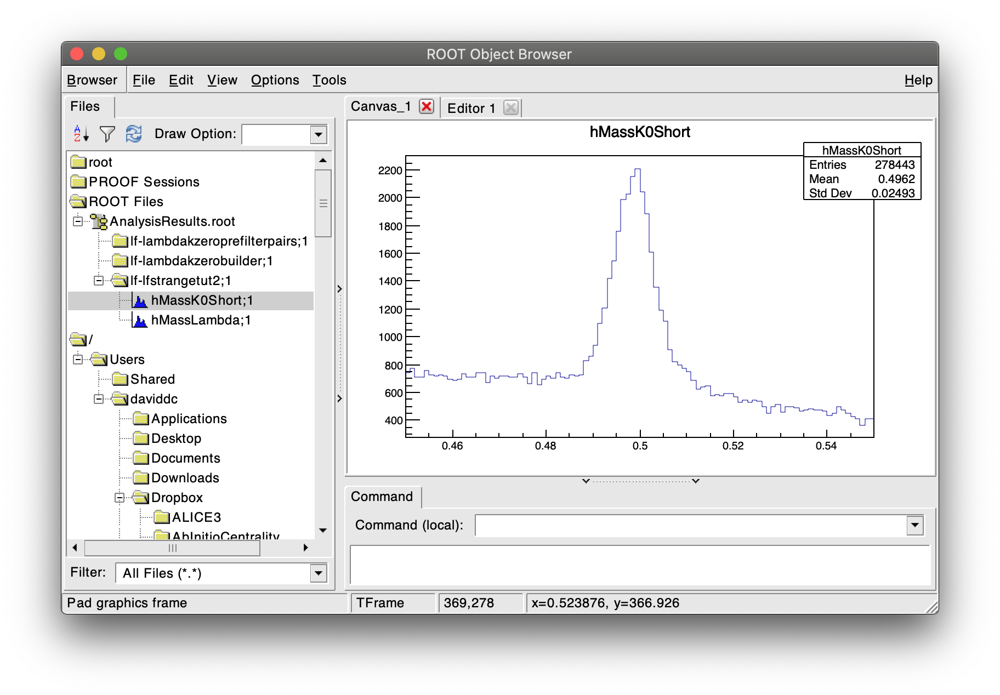 ROOT Object Browser
Browser File Edit View Options Tools Help
Files
Draw Option:
root
PROOF Sessions
ROOT Files
AnalysisResults.root
lf-lambdakzeroprefilterpairs;1
lf-lambdakzerobuilder;1
lf-lfstrangetut2;1
hMassK0Short;1
hMassLambda;1
/
Users
Shared
daviddc
Applications
Desktop
Documents
Downloads
Dropbox
ALICE3
AbInitioCentrality
Filter: All Files (*.*)
Canvas_1 Editor 1
hMassK0Short
hMassK0Short
Entries 278443
Mean 0.4962
Std Dev 0.02493
2200
2000
1800
1600
1400
1200
1000
800
600
400
0.46 0.48 0.5 0.52 0.54
Command
Command (local):
Pad graphics frame TFrame 369,278 x=0.523876, y=366.926